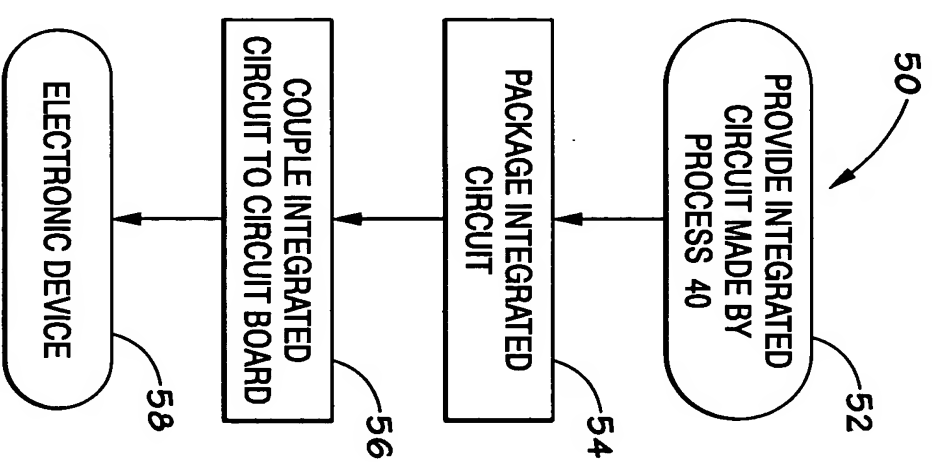 50
PROVIDE INTEGRATED
CIRCUIT MADE BY
PROCESS 40
52
PACKAGE INTEGRATED
CIRCUIT
54
COUPLE INTEGRATED
CIRCUIT TO CIRCUIT BOARD
56
ELECTRONIC DEVICE
58